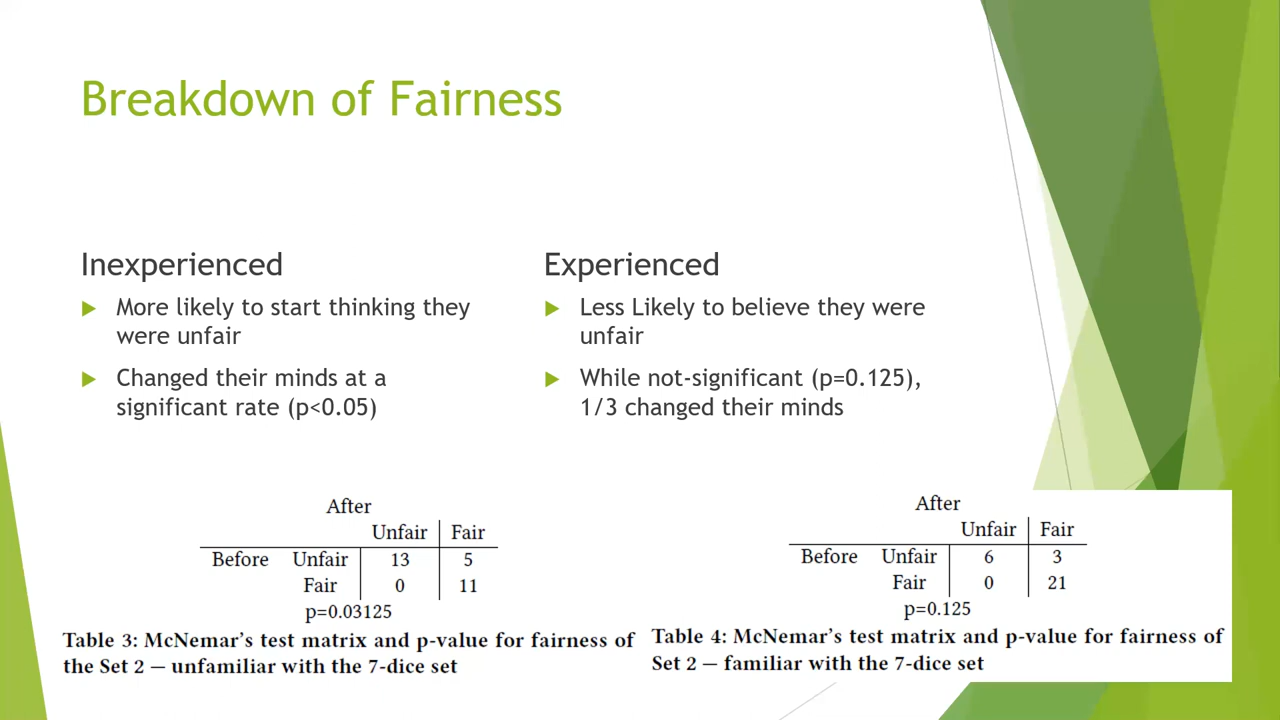 Breakdown of Fairness
Inexperienced
More likely to start thinking they
were unfair
Changed their minds at a
significant rate (p<0.05)
Experienced
Less Likely to believe they were
unfair
While not-significant (p=0.125),
1/3 changed their minds
After
Unfair Fair
Before Unfair 13 5
Fair 0 11
p=0.03125
Table 3: McNemar's test matrix and p-value for fairness of
the Set 2 — unfamiliar with the 7-dice set
After
Unfair Fair
Before Unfair 6 3
Fair 0 21
p=0.125
Table 4: McNemar's test matrix and p-value for fairness of
Set 2 — familiar with the 7-dice set